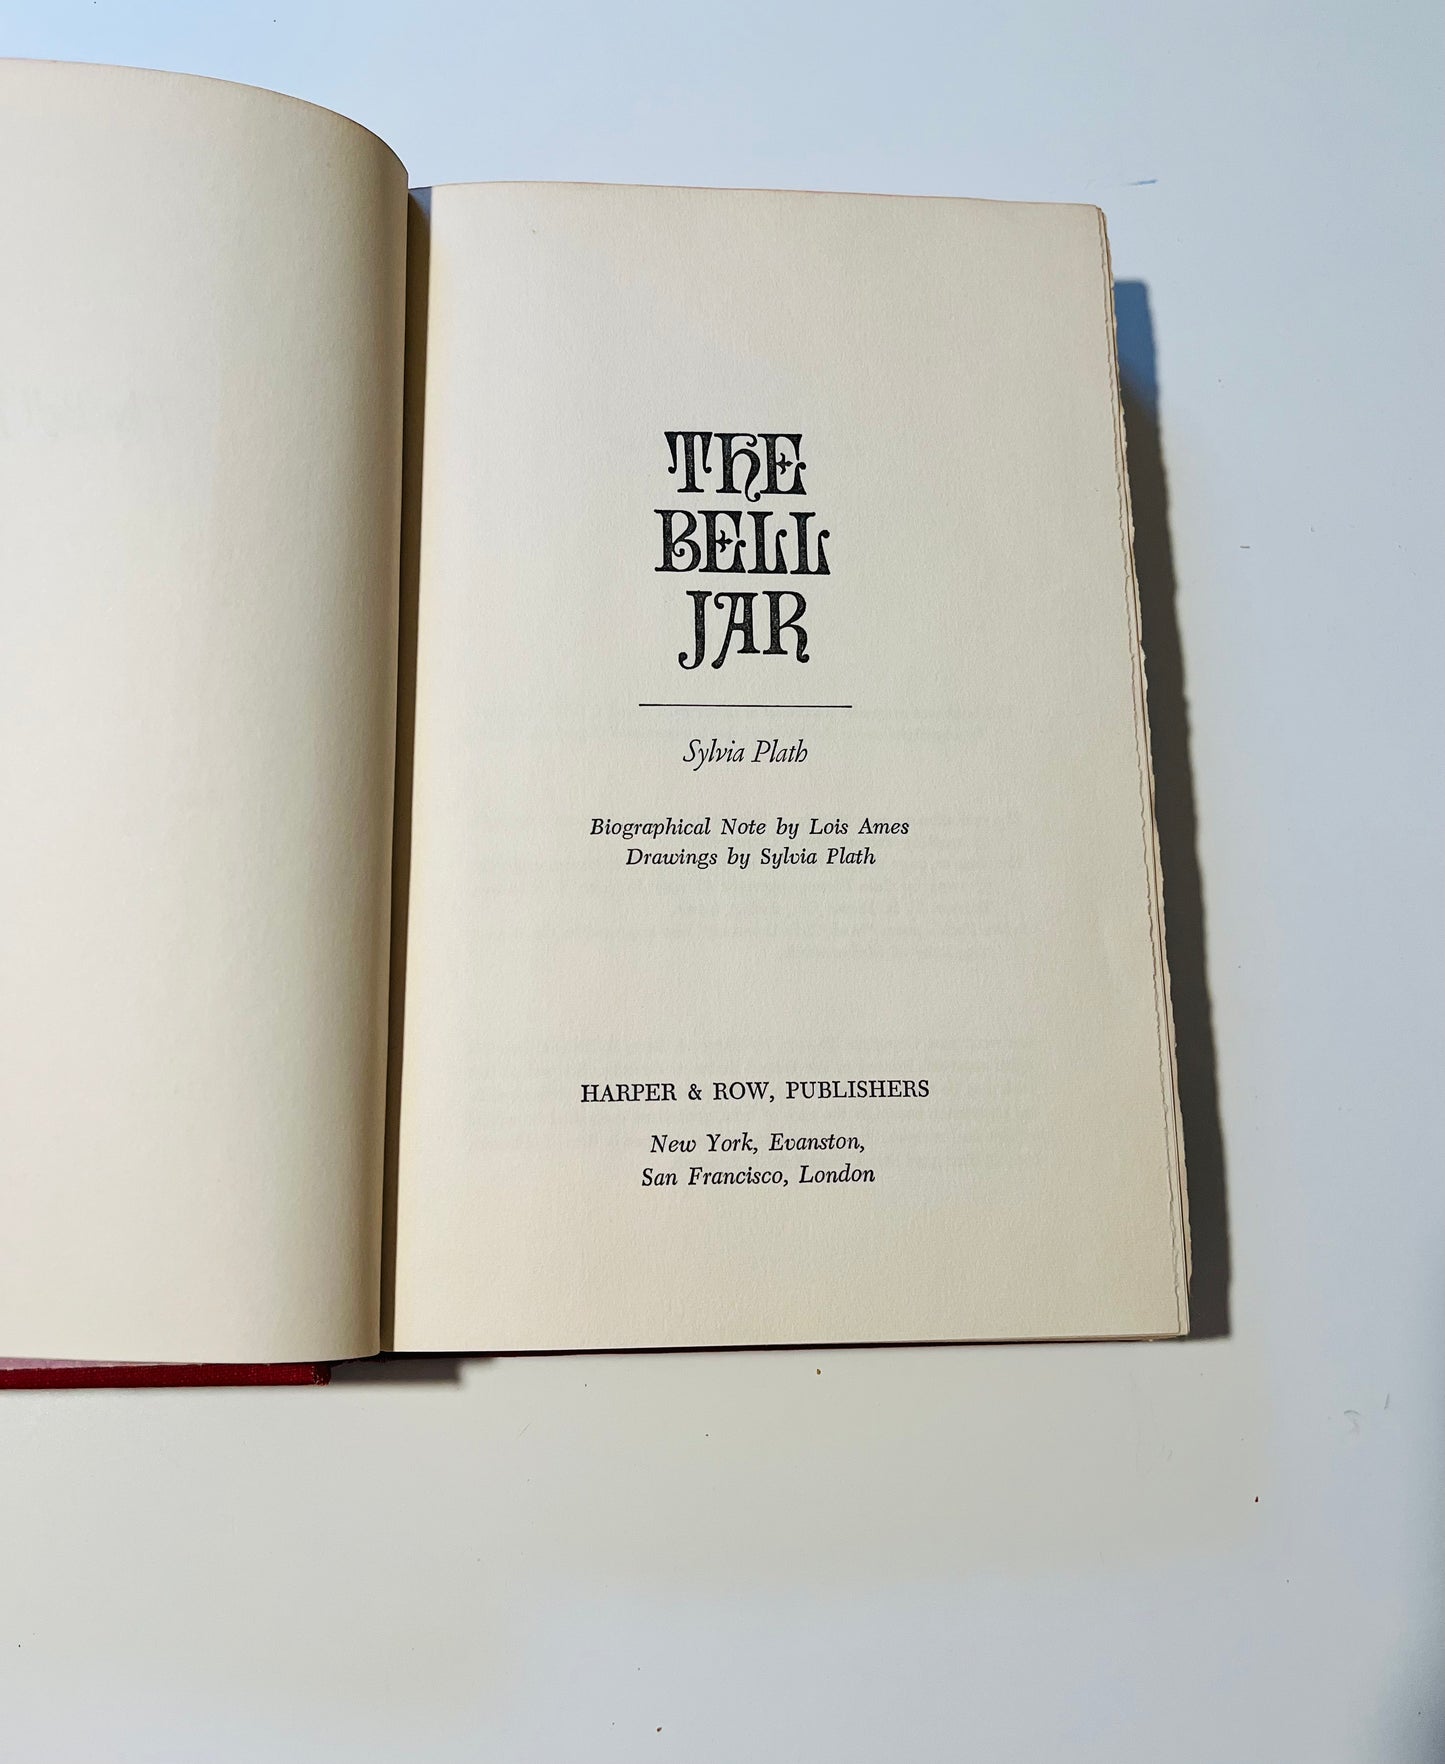 THE
BELL
JAR
Sylvia Plath
Biographical Note by Lois Ames
Drawings by Sylvia Plath
HARPER & ROW, PUBLISHERS
New York, Evanston,
San Francisco, London